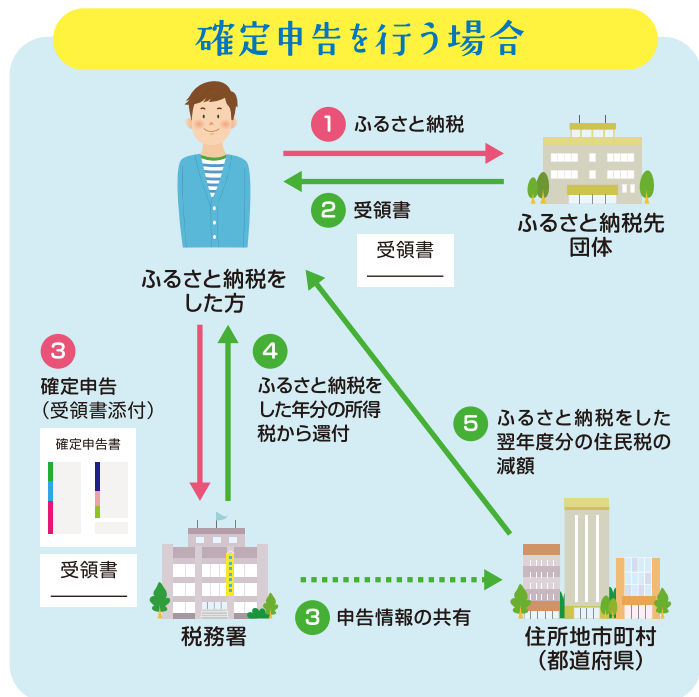 確定申告を行う場合
1 ふるさと納税
2 受領書
受領書
ふるさと納税先
団体
ふるさと納税を
した方
3
確定申告
（受領書添付）
確定申告書
受領書
4
ふるさと納税を
した年分の所得
税から還付
5 ふるさと納税をした
翌年度分の住民税の
減額
税務署
3 申告情報の共有
住所地市町村
（都道府県）